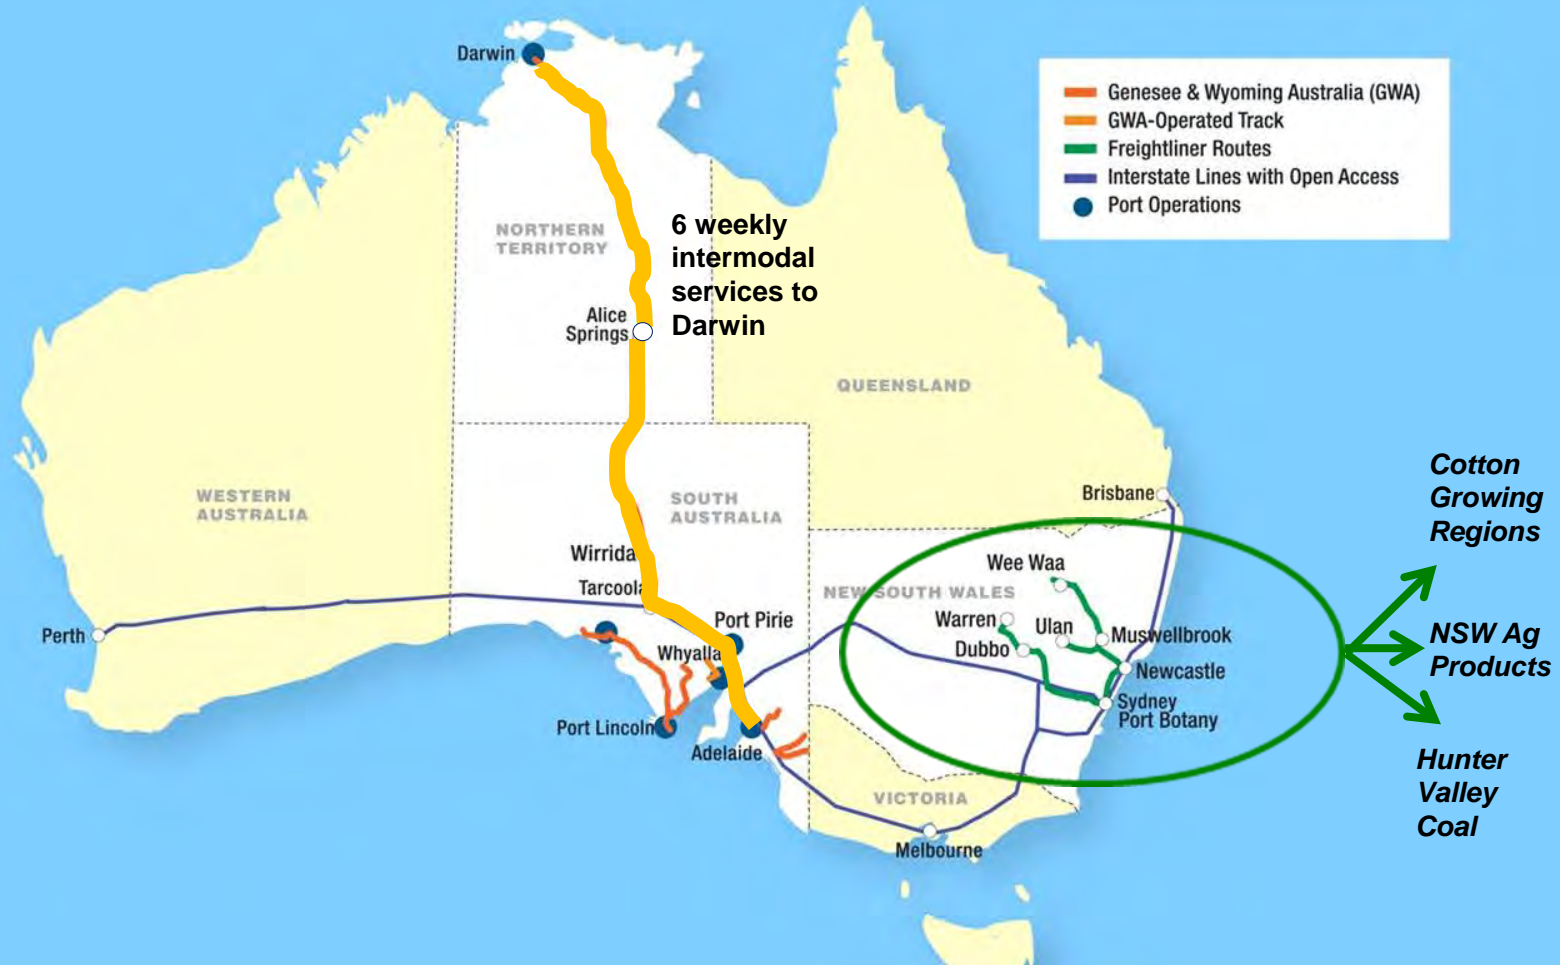 Darwin
Genesee & Wyoming Australia (GWA)
GWA-Operated Track
Freightliner Routes
Interstate Lines with Open Access
Port Operations
NORTHERN
TERRITORY
6 weekly
intermodal
services to
Darwin
Alice
Springs
QUEENSLAND
WESTERN
AUSTRALIA
SOUTH
AUSTRALIA
Brisbane
Cotton
Growing
Regions
Wirrida
Tarcoola
Wee Waa
NEW SOUTH WALES
Warren
Ulan
Dubbo
Muswellbrook
Newcastle
Sydney
Port Botany
NSW Ag
Products
Perth
Port Pirie
Whyalla
Port Lincoln
Adelaide
VICTORIA
Melbourne
Hunter
Valley
Coal